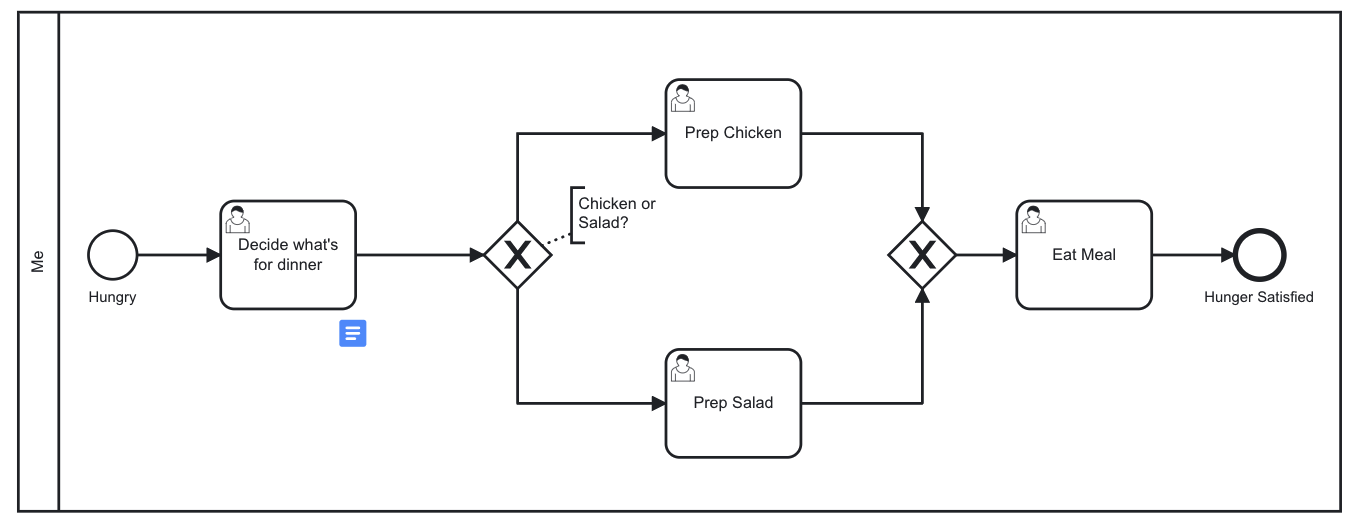 Me
Hungry
Decide what's
for dinner
Chicken or
Salad?
Prep Chicken
Prep Salad
Eat Meal
Hunger Satisfied